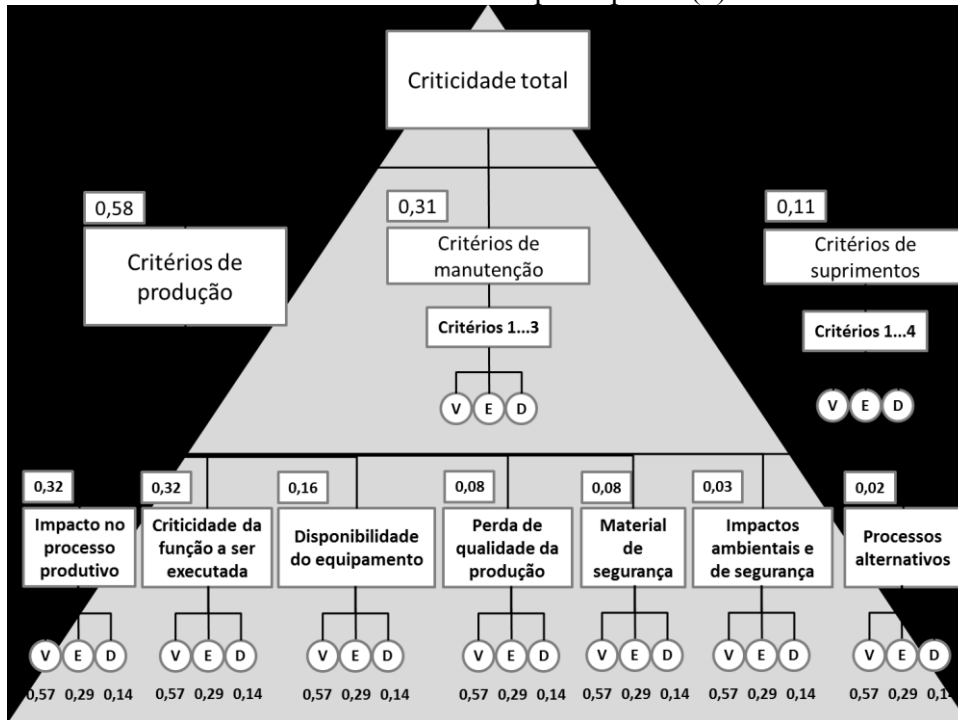 Criticidade total
0,58
0,31
0,11
Critérios de
produção
Critérios de
manutenção
Critérios de
suprimentos
Critérios 1...3
Critérios 1...4
V E D
V E D
0,32
0,32
0,16
0,08
0,08
0,03
0,02
Impacto no
processo
produtivo
Criticidade da
função a ser
executada
Disponibilidade
do equipamento
Perda de
qualidade da
produção
Material
de
segurança
Impactos
ambientais e
de segurança
Processos
alternativos
V E D V E D V E D V E D V E D V E D V E D
0,57 0,29 0,14 0,57 0,29 0,14 0,57 0,29 0,14 0,57 0,29 0,14 0,57 0,29 0,14 0,57 0,29 0,14 0,57 0,29